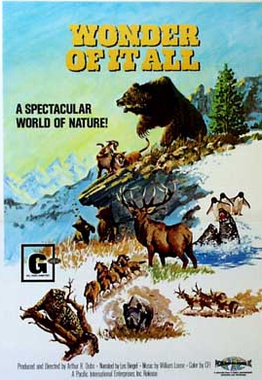 WONDER
OF IT ALL
A SPECTACULAR
WORLD OF NATURE!
G
Produced and Directed by Arthur R. Dubs • Narrated by Les Biegel • Music by William Loose • Color by CFI
A Pacific International Enterprises, Inc. Release